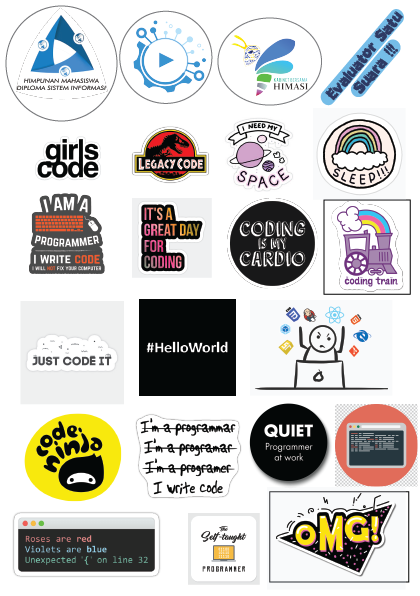 HIMPUNAN MAHASISWA
DIPLOMA SISTEM INFORMASI
HIMASI
Evaluator Satu
Suara !!!
girls
code
LEGACY CODE
I NEED MY
SPACE
SLEEP!!!
I AM A
PROGRAMMER
I WRITE CODE
I WILL NOT FIX YOUR COMPUTER
IT'S A
GREAT DAY
FOR
CODING
CODING
IS MY
CARDIO
coding train
JUST CODE IT
#HelloWorld
code
ninja
I'm a programmar
I'm a programar
I'm a programer
I write code
QUIET
Programmer
at work
Roses are red
Violets are blue
Unexpected '{' on line 32
The
Self-taught
PROGRAMMER
OMG!